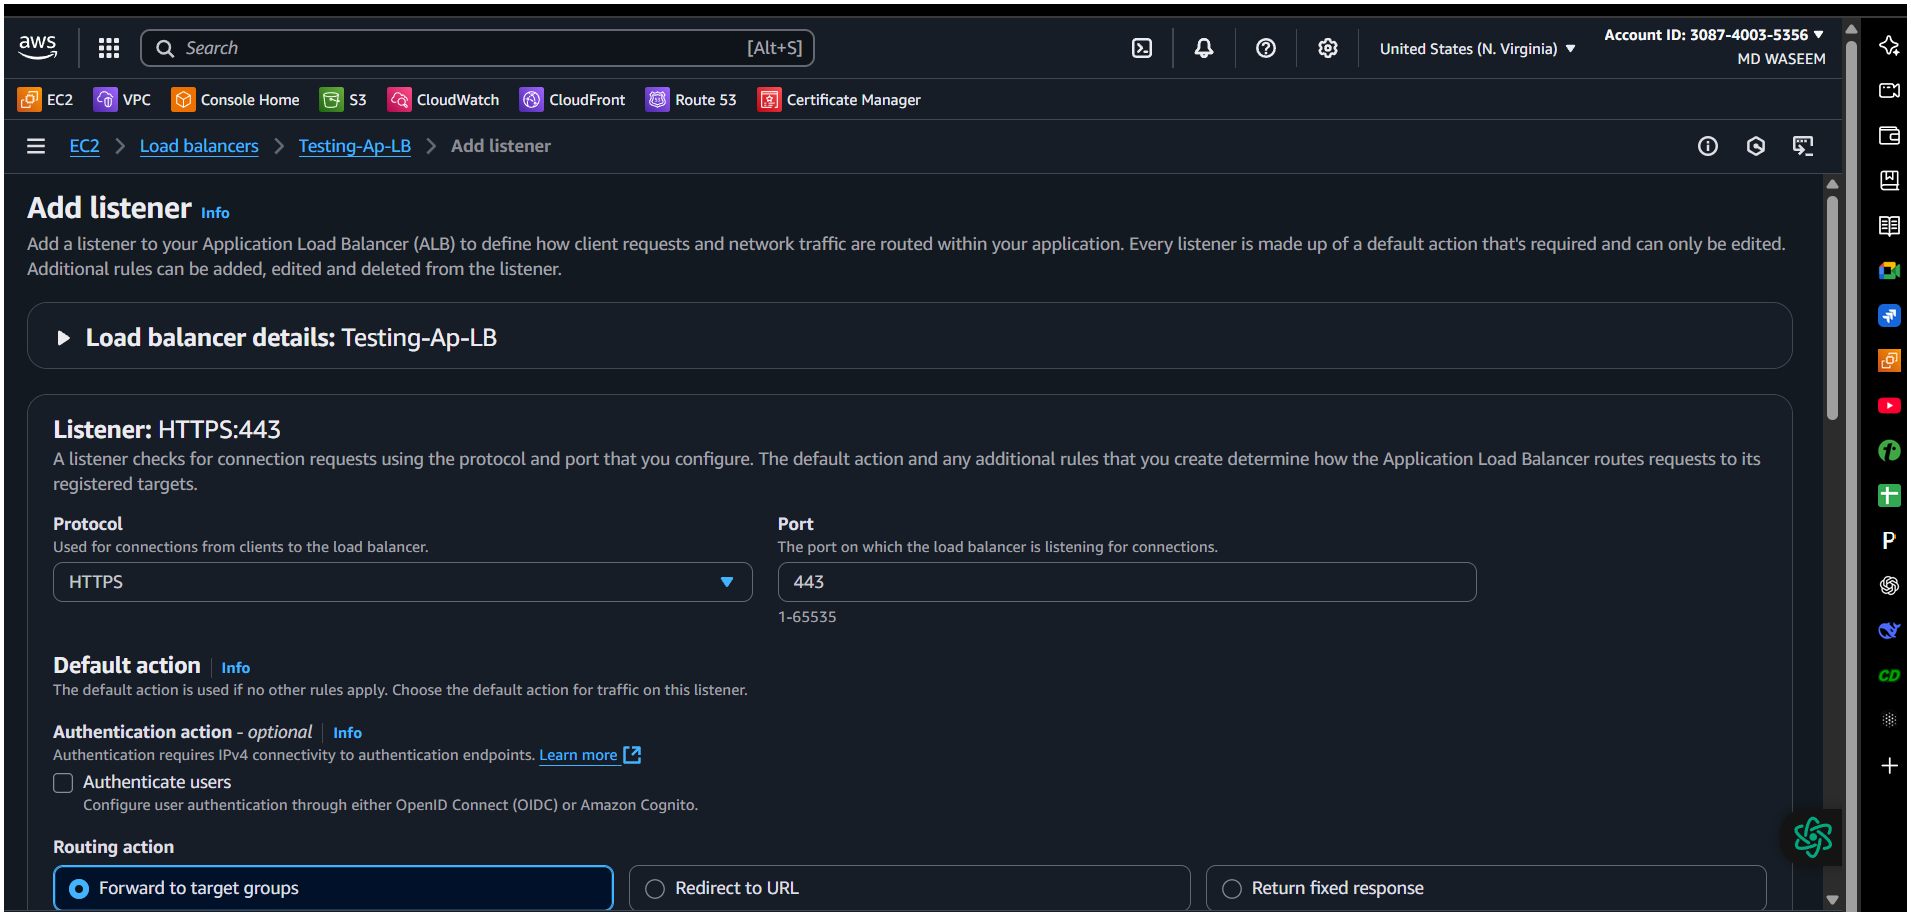 aws
Search [Alt+S]
United States (N. Virginia)
Account ID: 3087-4003-5356
MD WASEEM
EC2 VPC Console Home S3 CloudWatch CloudFront Route 53 Certificate Manager
EC2 Load balancers Testing-Ap-LB Add listener
Add listener Info
Add a listener to your Application Load Balancer (ALB) to define how client requests and network traffic are routed within your application. Every listener is made up of a default action that's required and can only be edited.
Additional rules can be added, edited and deleted from the listener.
Load balancer details: Testing-Ap-LB
Listener: HTTPS:443
A listener checks for connection requests using the protocol and port that you configure. The default action and any additional rules that you create determine how the Application Load Balancer routes requests to its
registered targets.
Protocol
Used for connections from clients to the load balancer.
HTTPS
Port
The port on which the load balancer is listening for connections.
443
1-65535
Default action Info
The default action is used if no other rules apply. Choose the default action for traffic on this listener.
Authentication action - optional Info
Authentication requires IPv4 connectivity to authentication endpoints. Learn more
Authenticate users
Configure user authentication through either OpenID Connect (OIDC) or Amazon Cognito.
Routing action
Forward to target groups Redirect to URL Return fixed response
P
CD